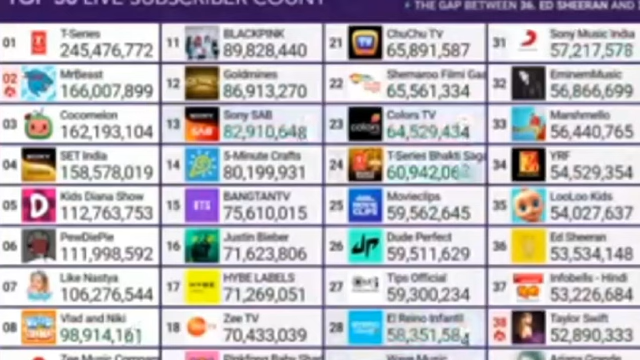 TOP 50 LIVE SUBSCRIBER COUNT
THE GAP BETWEEN 36. ED SHEERAN AND
01 T-Series
245,476,772
02 MrBeast
166,007,899
03 Cocomelon
162,193,104
04 SET India
158,578,019
05 Kids Diana Show
112,763,753
06 PewDiePie
111,998,592
07 Like Nastya
106,276,544
08 Vlad and Niki
98,914,161
Zee Music Company
11 BLACKPINK
89,828,440
12 Goldmines
86,913,270
13 Sony SAB
82,910,648
14 5-Minute Crafts
80,199,931
15 BANGTANTV
75,610,015
16 Justin Bieber
71,623,806
17 HYBE LABELS
71,269,051
18 Zee TV
70,433,039
Pinkfong Baby Shark
21 ChuChu TV
65,891,587
22 Shemaroo Filmi Gaa
65,561,334
23 Colors TV
64,529,434
24 T-Series Bhakti Saga
60,942,062
25 Movieclips
59,562,645
26 Dude Perfect
59,511,629
27 Tips Official
59,300,234
28 El Reino Infantil
58,351,584
Wave Music
31 Sony Music India
57,217,578
32 EminemMusic
56,866,699
33 Marshmello
56,440,765
34 YRF
54,529,354
35 LooLoo Kids
54,027,637
36 Ed Sheeran
53,534,148
37 Infobells - Hindi
53,226,684
38 Taylor Swift
52,890,333